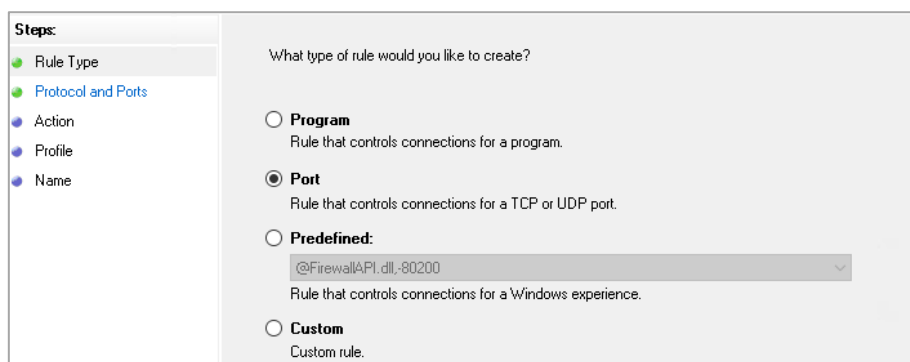 Steps:
Rule Type
Protocol and Ports
Action
Profile
Name
What type of rule would you like to create?
Program
Rule that controls connections for a program.
Port
Rule that controls connections for a TCP or UDP port.
Predefined:
@FirewallAPI.dll,-80200
Rule that controls connections for a Windows experience.
Custom
Custom rule.